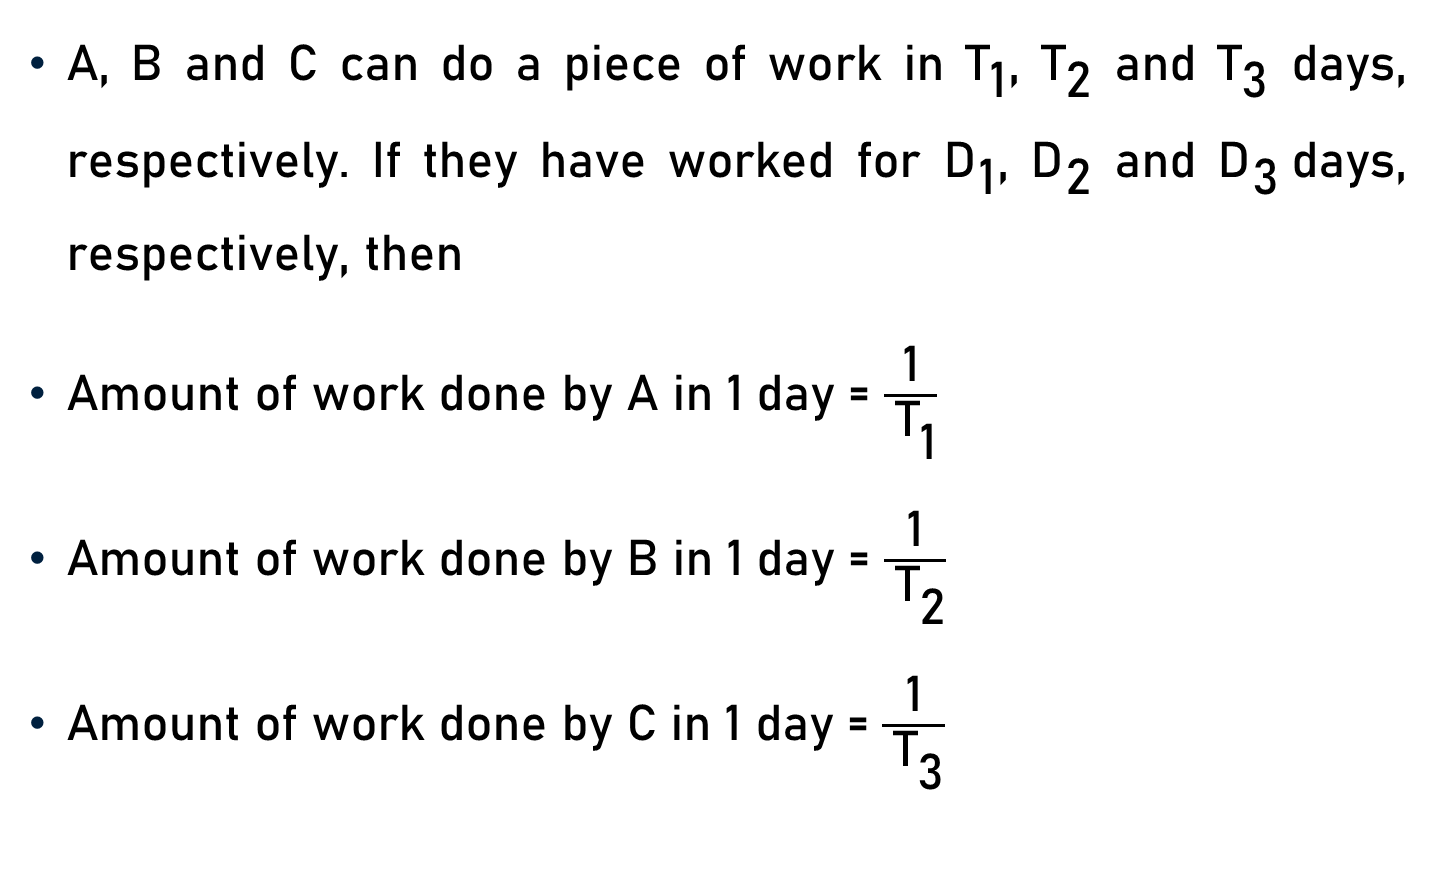 • A, B and C can do a piece of work in T₁, T₂ and T₃ days,
respectively. If they have worked for D₁, D₂ and D₃ days,
respectively, then
• Amount of work done by A in 1 day = 1/T₁
• Amount of work done by B in 1 day = 1/T₂
• Amount of work done by C in 1 day = 1/T₃